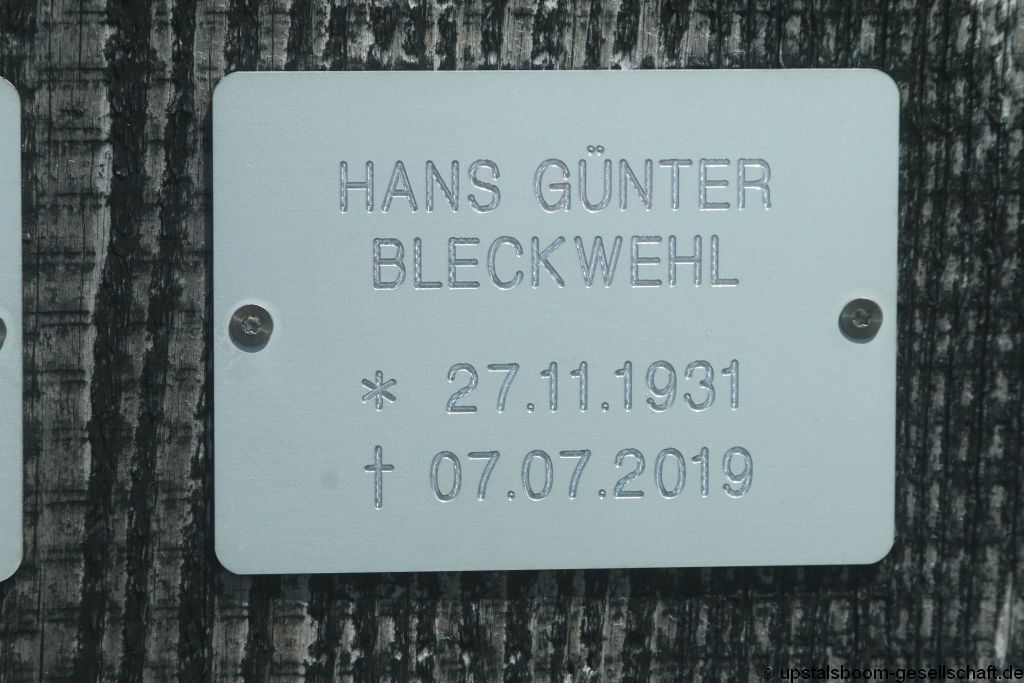 HANS GÜNTER
BLECKWEHL
* 27.11.1931
† 07.07.2019
© upstalsboom-gesellschaft.de